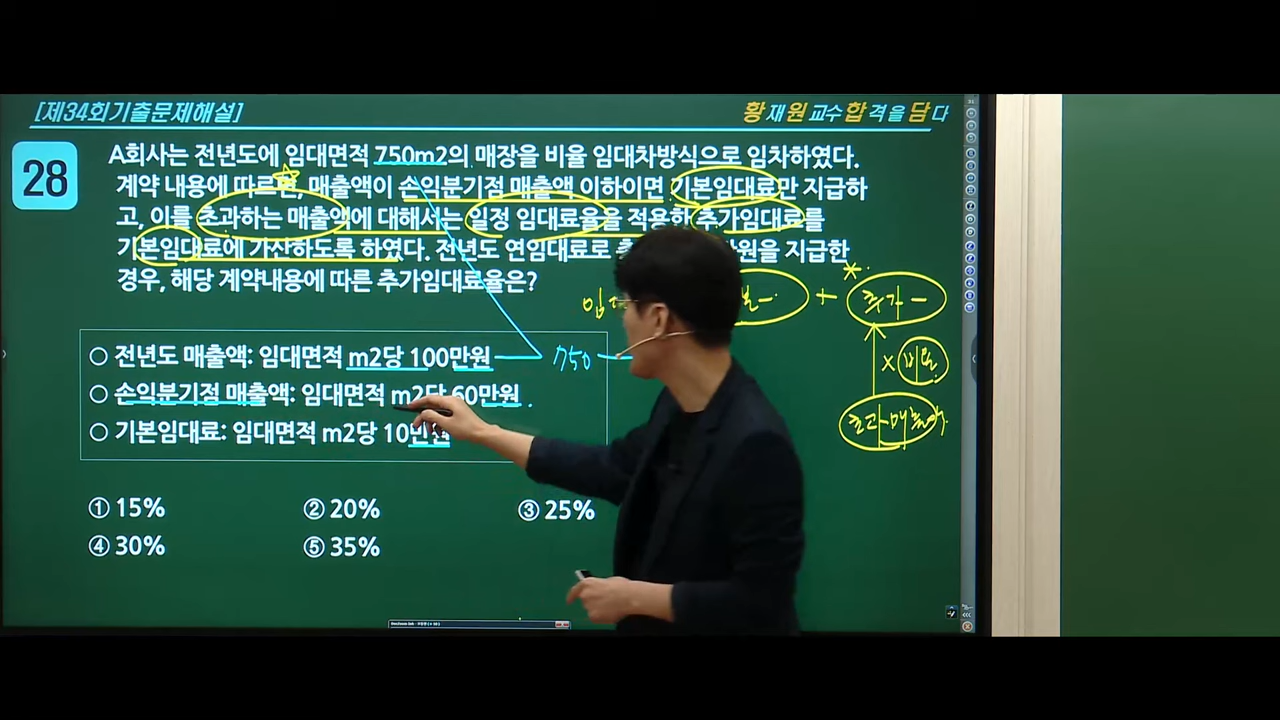 [제34회기출문제해설]
황재원 교수 합격을 담다
28
A회사는 전년도에 임대면적 750m2의 매장을 비율 임대차방식으로 임차하였다.
계약 내용에 따르면, 매출액이 손익분기점 매출액 이하이면 기본임대료만 지급하
고, 이를 초과하는 매출액에 대해서는 일정 임대료율을 적용한 추가임대료를
기본임대료에 가산하도록 하였다. 전년도 연임대료로 원을 지급한
경우, 해당 계약내용에 따른 추가임대료율은?
+ 추가
× 비율
초과매출액
○ 전년도 매출액: 임대면적 m2당 100만원
750
○ 손익분기점 매출액: 임대면적 m2당 60만원
○ 기본임대료: 임대면적 m2당 10만원
① 15%
② 20%
③ 25%
④ 30%
⑤ 35%